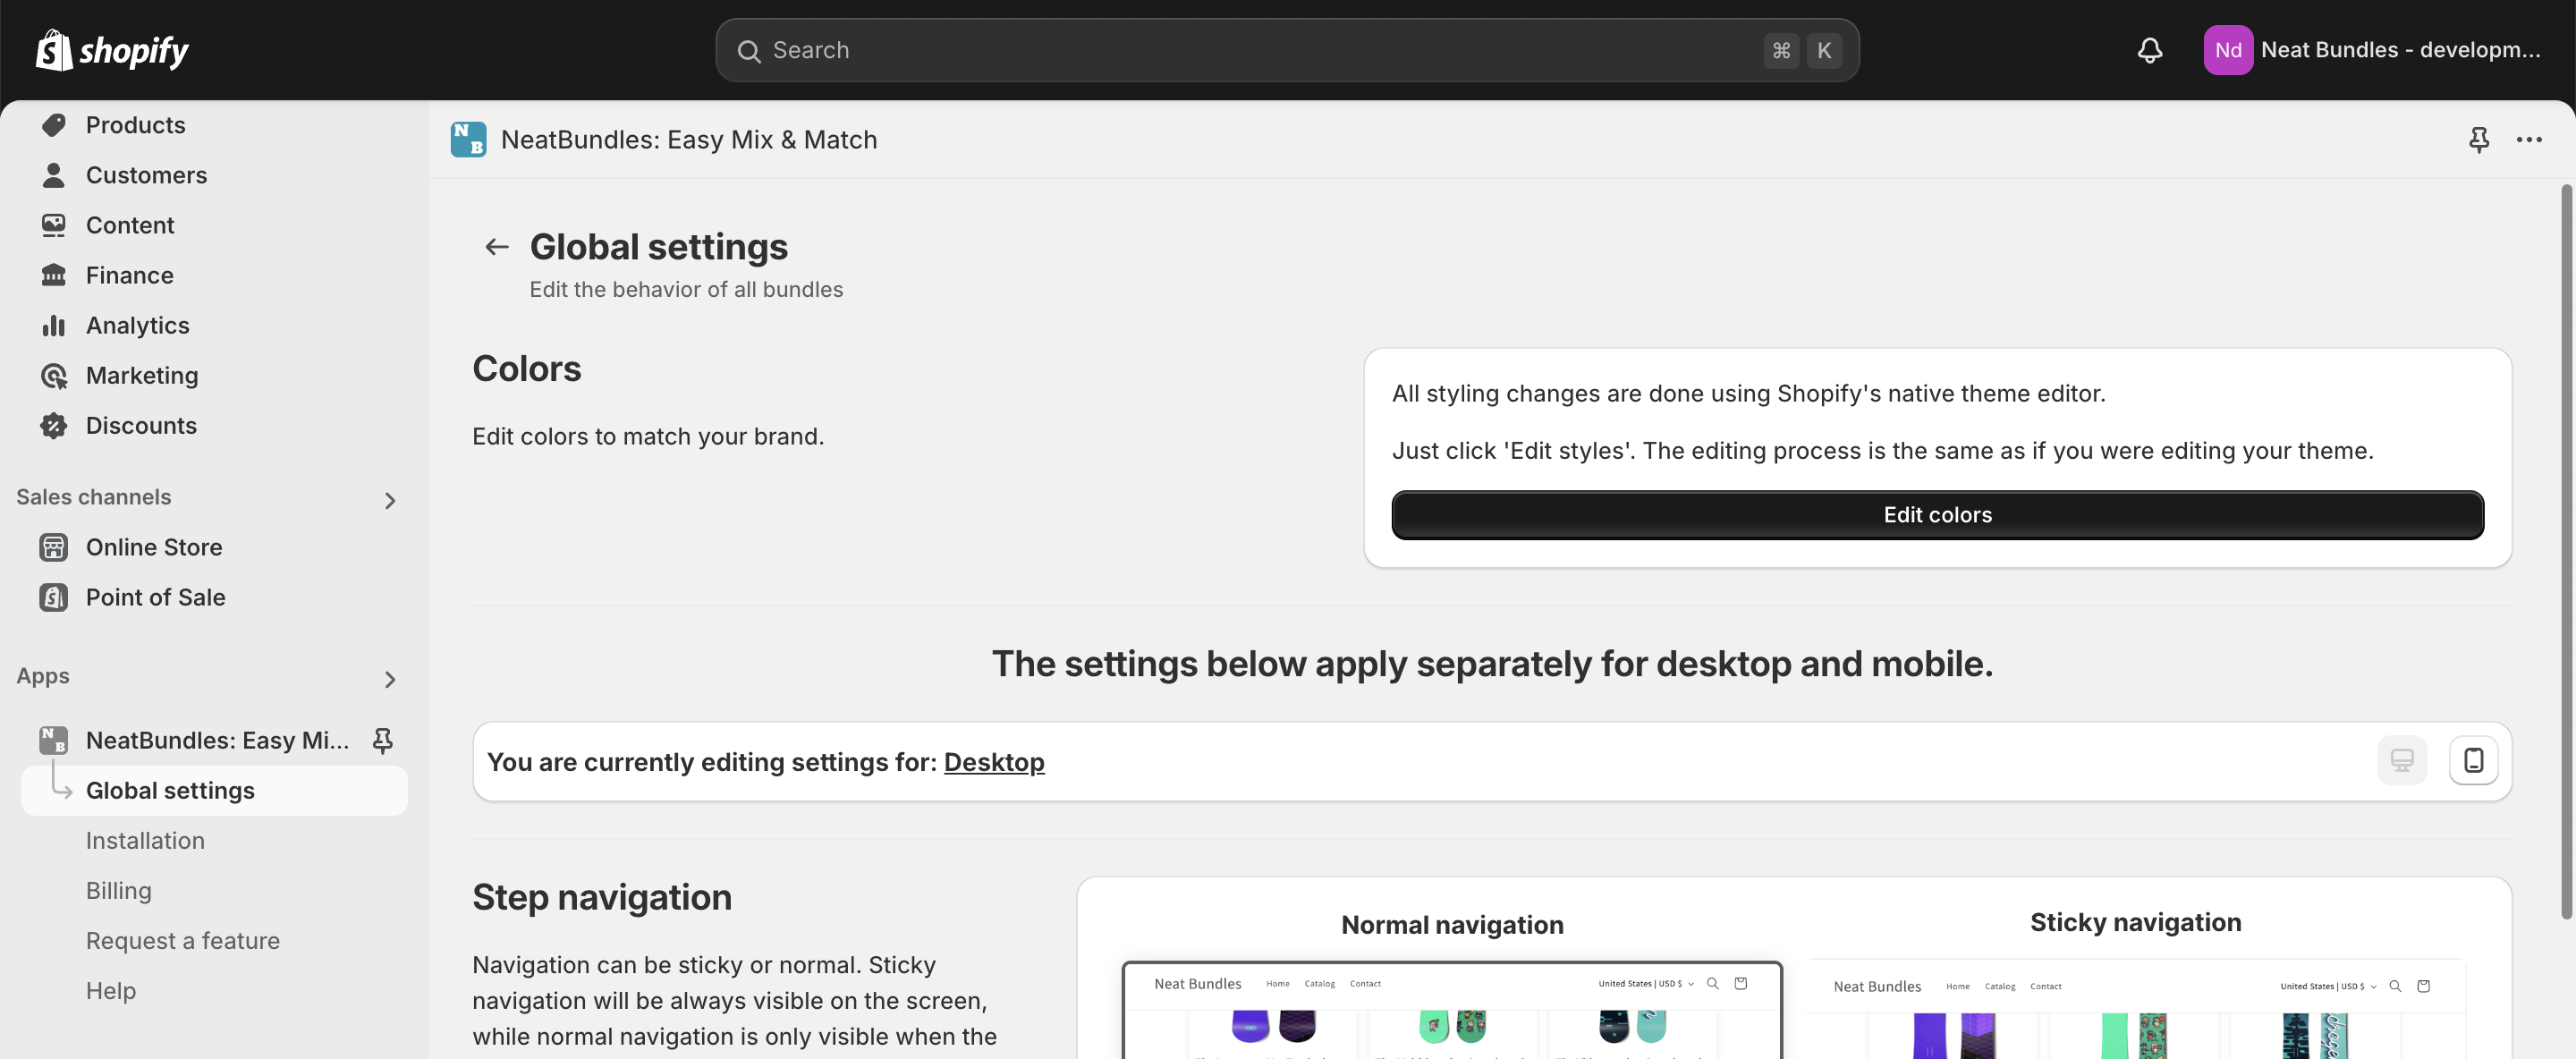 shopify
Search
⌘ K
Nd
Neat Bundles - developm...
Products
Customers
Content
Finance
Analytics
Marketing
Discounts
Sales channels
Online Store
Point of Sale
Apps
NeatBundles: Easy Mi...
Global settings
Installation
Billing
Request a feature
Help
N B
NeatBundles: Easy Mix & Match
Global settings
Edit the behavior of all bundles
Colors
Edit colors to match your brand.
All styling changes are done using Shopify's native theme editor.
Just click 'Edit styles'. The editing process is the same as if you were editing your theme.
Edit colors
The settings below apply separately for desktop and mobile.
You are currently editing settings for: Desktop
Step navigation
Navigation can be sticky or normal. Sticky
navigation will be always visible on the screen,
while normal navigation is only visible when the
Normal navigation
Neat Bundles Home Catalog Contact United States | USD $
Sticky navigation
Neat Bundles Home Catalog Contact United States | USD $